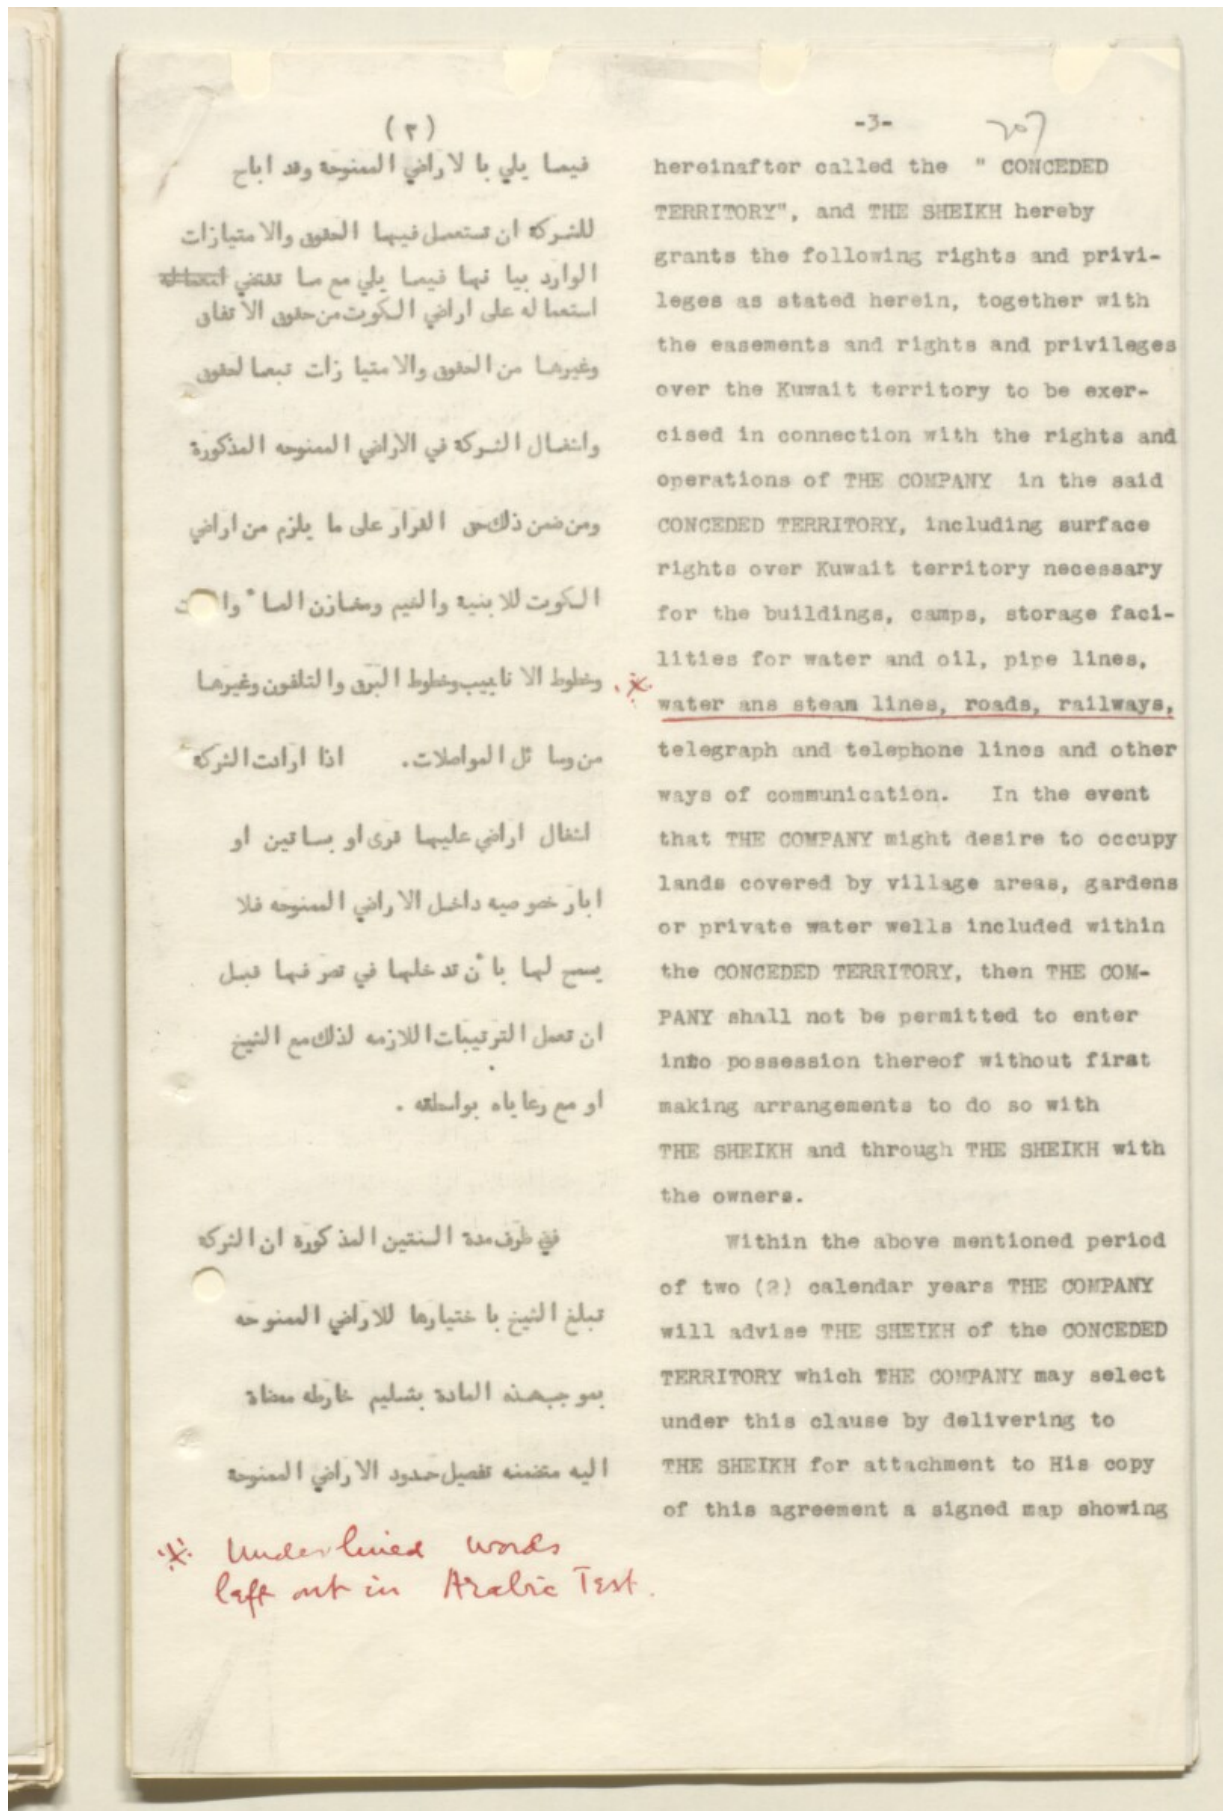 -3-
207
hereinafter called the " CONCEDED
TERRITORY", and THE SHEIKH hereby
grants the following rights and privi-
leges as stated herein, together with
the easements and rights and privileges
over the Kuwait territory to be exer-
cised in connection with the rights and
operations of THE COMPANY in the said
CONCEDED TERRITORY, including surface
rights over Kuwait territory necessary
for the buildings, camps, storage faci-
lities for water and oil, pipe lines,
water ans steam lines, roads, railways,
telegraph and telephone lines and other
ways of communication. In the event
that THE COMPANY might desire to occupy
lands covered by village areas, gardens
or private water wells included within
the CONCEDED TERRITORY, then THE COM-
PANY shall not be permitted to enter
into possession thereof without first
making arrangements to do so with
THE SHEIKH and through THE SHEIKH with
the owners.
Within the above mentioned period
of two (2) calendar years THE COMPANY
will advise THE SHEIKH of the CONCEDED
TERRITORY which THE COMPANY may select
under this clause by delivering to
THE SHEIKH for attachment to His copy
of this agreement a signed map showing
(٣)
فيما يلي بالاراضي الممنوحة وقد اباح
للشركة ان تستعمل فيها الحقوق والامتيازات
الوارد بيانها فيما يلي مع ما تقتضي
استعماله على اراضي الكويت من حقوق الاتفاق
وغيرها من الحقوق والامتيازات تبعا لحقوق
واشغال الشركة في الاراضي الممنوحه المذكورة
ومن ضمن ذلك حق القرار على ما يلزم من اراضي
الكويت للابنية والخيم ومخازن الماء
وخطوط الانابيب وخطوط البرق والتلفون وغيرها
من وسائل المواصلات. اذا ارادت الشركة
اشغال اراضي عليها قرى او بساتين او
ابار خصوصيه داخل الاراضي الممنوحه فلا
يسمح لها بأن تدخلها في تصرفها قبل
ان تعمل الترتيبات اللازمه لذلك مع الشيخ
او مع رعاياه بواسطته .
في ظرف مدة السنتين المذكورة ان الشركة
تبلغ الشيخ باختيارها للاراضي الممنوحه
بموجب هذه المادة بتسليم خارطه ممضاة
اليه متضمنه تفصيل حدود الاراضي الممنوحة
※ Underlined words
left out in Arabic Text.